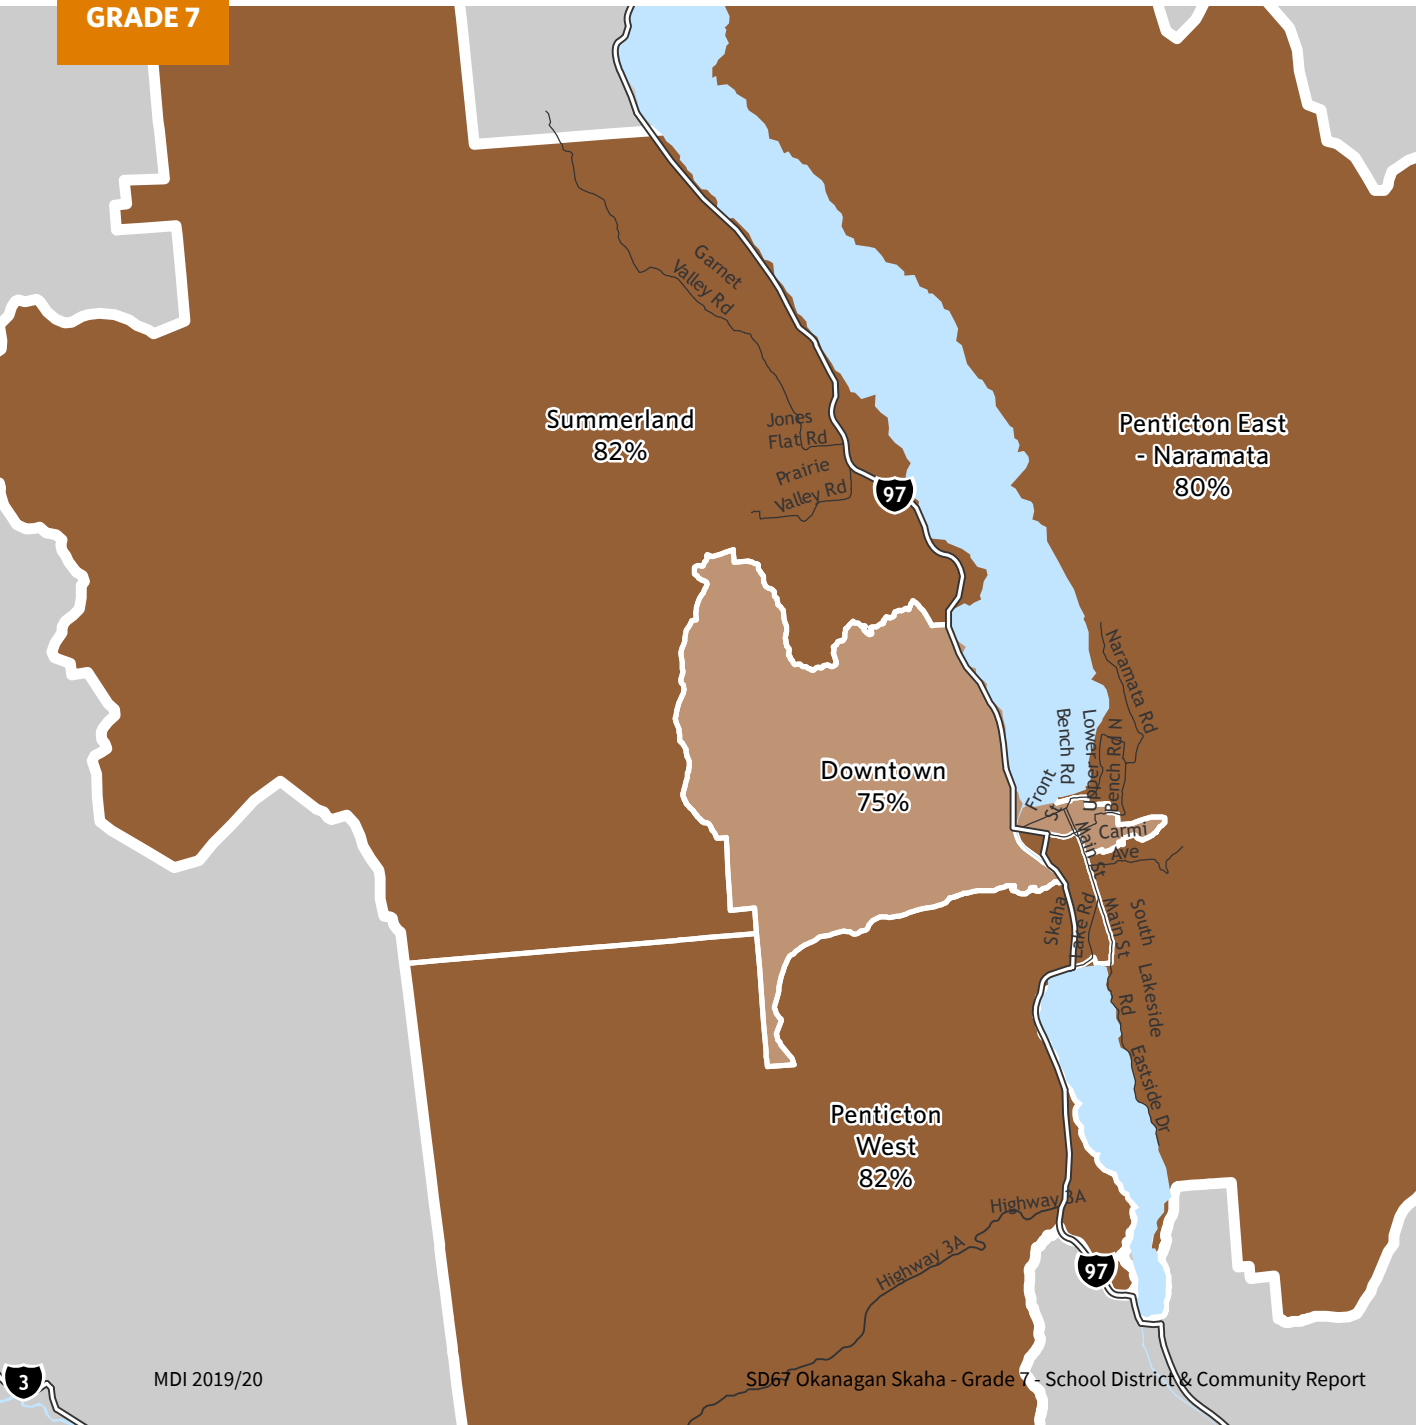 GRADE 7
Garnet
Valley Rd
Summerland
82%
Jones
Flat Rd
Prairie
Valley Rd
97
Penticton East
- Naramata
80%
Naramata Rd
Lower
Bench Rd
Upper
Bench Rd N
Downtown
75%
Front
St
Main St
Carmi
Ave
Skaha
Lake Rd
South
Main St
Lakeside
Rd
Eastside Dr
Penticton
West
82%
Highway 3A
Highway 3A
97
3
MDI 2019/20
SD67 Okanagan Skaha - Grade 7 - School District & Community Report